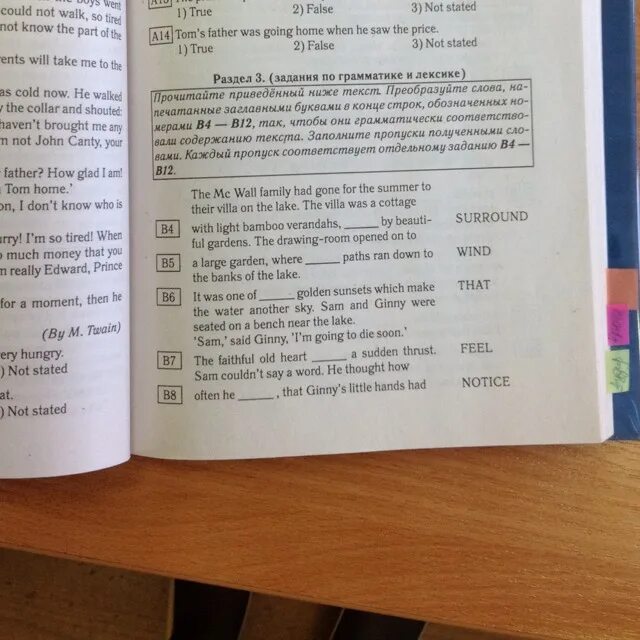 the boys went
could not walk, so tired
not know the part of the
ents will take me to the
as cold now. He walked
y the collar and shouted:
haven't brought me any
m not John Canty, your
father? How glad I am!
Tom home.'
on, I don't know who is
rry! I'm so tired! When
o much money that you
m really Edward, Prince
for a moment, then he
(By M. Twain)
ery hungry.
) Not stated
at.
) Not stated
A13
1) True 2) False 3) Not stated
A14 Tom's father was going home when he saw the price.
1) True 2) False 3) Not stated
Раздел 3. (задания по грамматике и лексике)
Прочитайте приведённый ниже текст. Преобразуйте слова, на-
печатанные заглавными буквами в конце строк, обозначенных но-
мерами В4 — В12, так, чтобы они грамматически соответство-
вали содержанию текста. Заполните пропуски полученными сло-
вами. Каждый пропуск соответствует отдельному заданию В4 —
В12.
The Mc Wall family had gone for the summer to
their villa on the lake. The villa was a cottage
B4 with light bamboo verandahs, _____ by beauti- SURROUND
ful gardens. The drawing-room opened on to
B5 a large garden, where _____ paths ran down to WIND
the banks of the lake.
B6 It was one of _____ golden sunsets which make THAT
the water another sky. Sam and Ginny were
seated on a bench near the lake.
'Sam,' said Ginny, 'I'm going to die soon.'
B7 The faithful old heart _____ a sudden thrust. FEEL
Sam couldn't say a word. He thought how
B8 often he _____, that Ginny's little hands had NOTICE